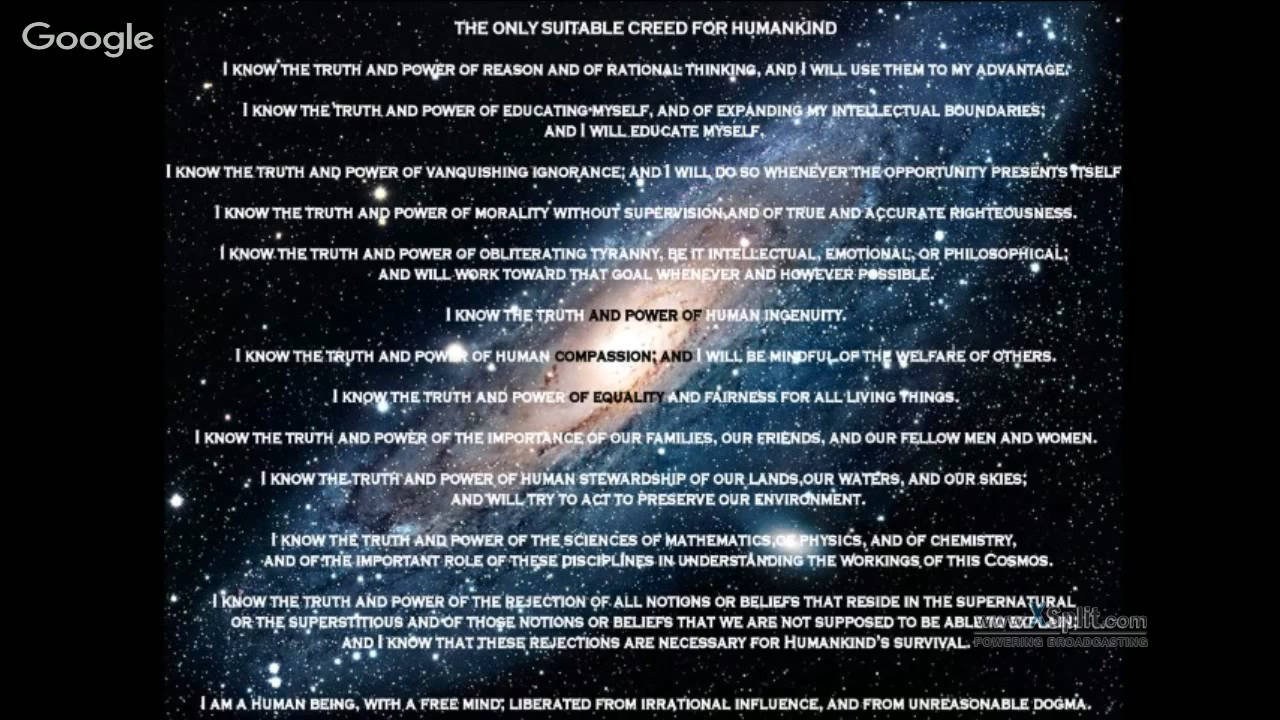 Google
THE ONLY SUITABLE CREED FOR HUMANKIND
I KNOW THE TRUTH AND POWER OF REASON AND OF RATIONAL THINKING, AND I WILL USE THEM TO MY ADVANTAGE.
I KNOW THE TRUTH AND POWER OF EDUCATING MYSELF, AND OF EXPANDING MY INTELLECTUAL BOUNDARIES;
AND I WILL EDUCATE MYSELF.
I KNOW THE TRUTH AND POWER OF VANQUISHING IGNORANCE; AND I WILL DO SO WHENEVER THE OPPORTUNITY PRESENTS ITSELF
I KNOW THE TRUTH AND POWER OF MORALITY WITHOUT SUPERVISION,AND OF TRUE AND ACCURATE RIGHTEOUSNESS.
I KNOW THE TRUTH AND POWER OF OBLITERATING TYRANNY, BE IT INTELLECTUAL, EMOTIONAL, OR PHILOSOPHICAL;
AND WILL WORK TOWARD THAT GOAL WHENEVER AND HOWEVER POSSIBLE.
I KNOW THE TRUTH AND POWER OF HUMAN INGENUITY.
I KNOW THE TRUTH AND POWER OF HUMAN COMPASSION; AND I WILL BE MINDFUL OF THE WELFARE OF OTHERS.
I KNOW THE TRUTH AND POWER OF EQUALITY AND FAIRNESS FOR ALL LIVING THINGS.
I KNOW THE TRUTH AND POWER OF THE IMPORTANCE OF OUR FAMILIES, OUR FRIENDS, AND OUR FELLOW MEN AND WOMEN.
I KNOW THE TRUTH AND POWER OF HUMAN STEWARDSHIP OF OUR LANDS,OUR WATERS, AND OUR SKIES;
AND WILL TRY TO ACT TO PRESERVE OUR ENVIRONMENT.
I KNOW THE TRUTH AND POWER OF THE SCIENCES OF MATHEMATICS,OF PHYSICS, AND OF CHEMISTRY,
AND OF THE IMPORTANT ROLE OF THESE DISCIPLINES IN UNDERSTANDING THE WORKINGS OF THIS COSMOS.
I KNOW THE TRUTH AND POWER OF THE REJECTION OF ALL NOTIONS OR BELIEFS THAT RESIDE IN THE SUPERNATURAL
OR THE SUPERSTITIOUS AND OF THOSE NOTIONS OR BELIEFS THAT WE ARE NOT SUPPOSED TO BE ABLE
www.XSplit.com
AND I KNOW THAT THESE REJECTIONS ARE NECESSARY FOR HUMANKIND'S SURVIVAL.
POWERING BROADCASTING
I AM A HUMAN BEING, WITH A FREE MIND; LIBERATED FROM IRRATIONAL INFLUENCE, AND FROM UNREASONABLE DOGMA.